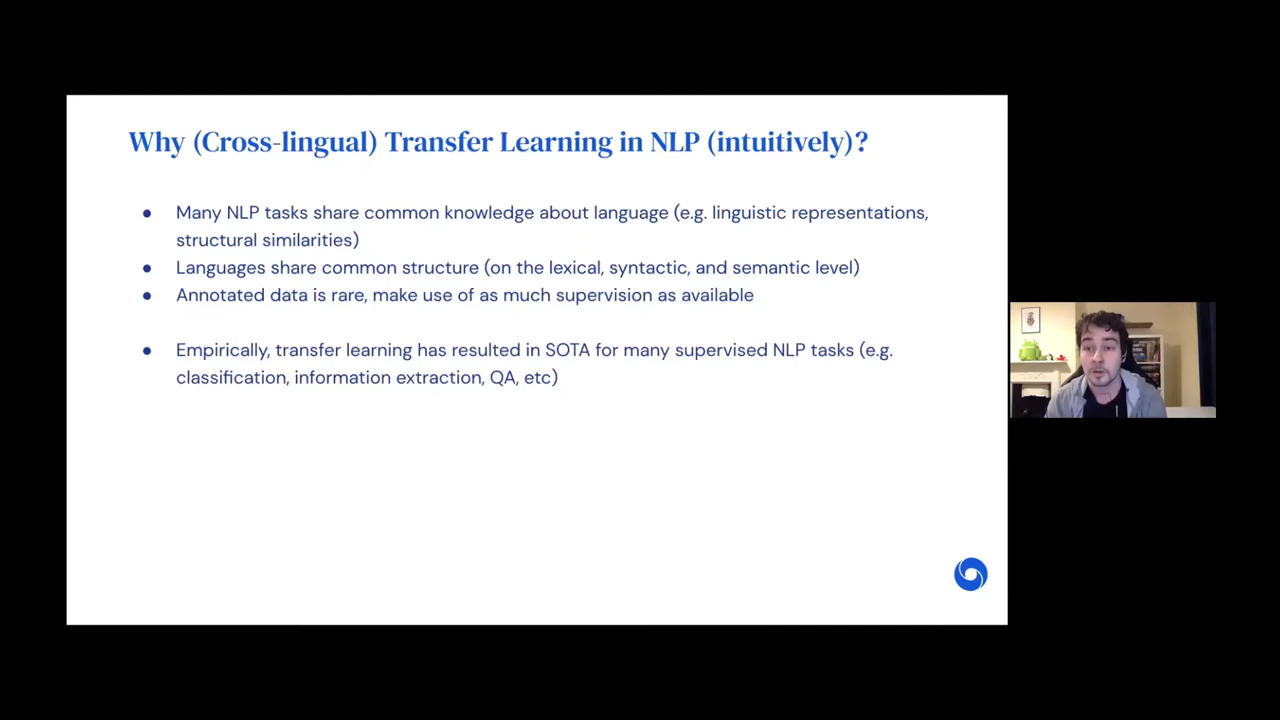 Why (Cross-lingual) Transfer Learning in NLP (intuitively)?
● Many NLP tasks share common knowledge about language (e.g. linguistic representations,
structural similarities)
● Languages share common structure (on the lexical, syntactic, and semantic level)
● Annotated data is rare, make use of as much supervision as available
● Empirically, transfer learning has resulted in SOTA for many supervised NLP tasks (e.g.
classification, information extraction, QA, etc)